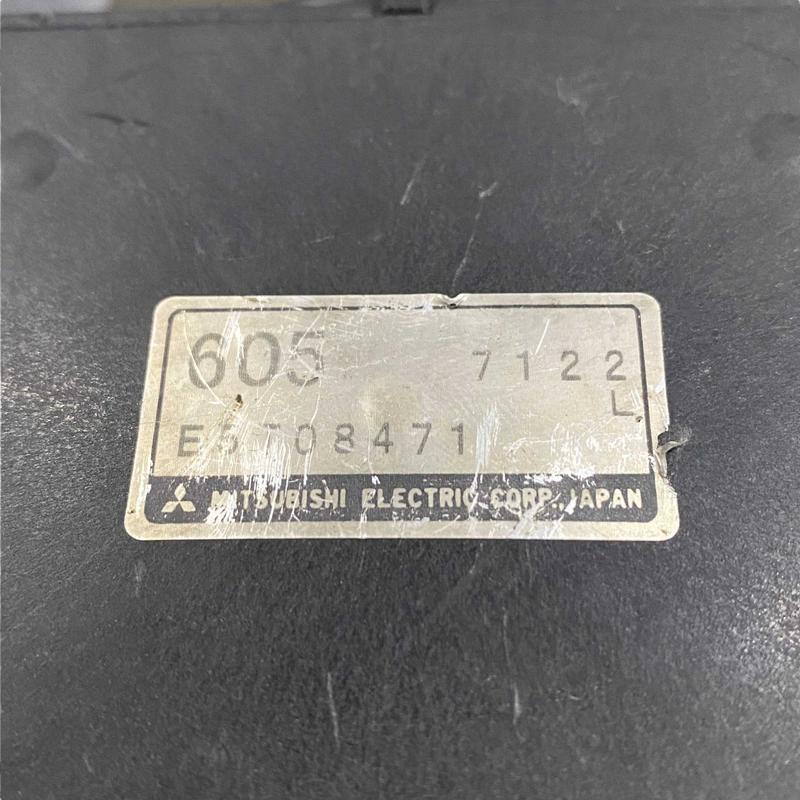 605 7122
L
E5T08471
MITSUBISHI ELECTRIC CORP., JAPAN